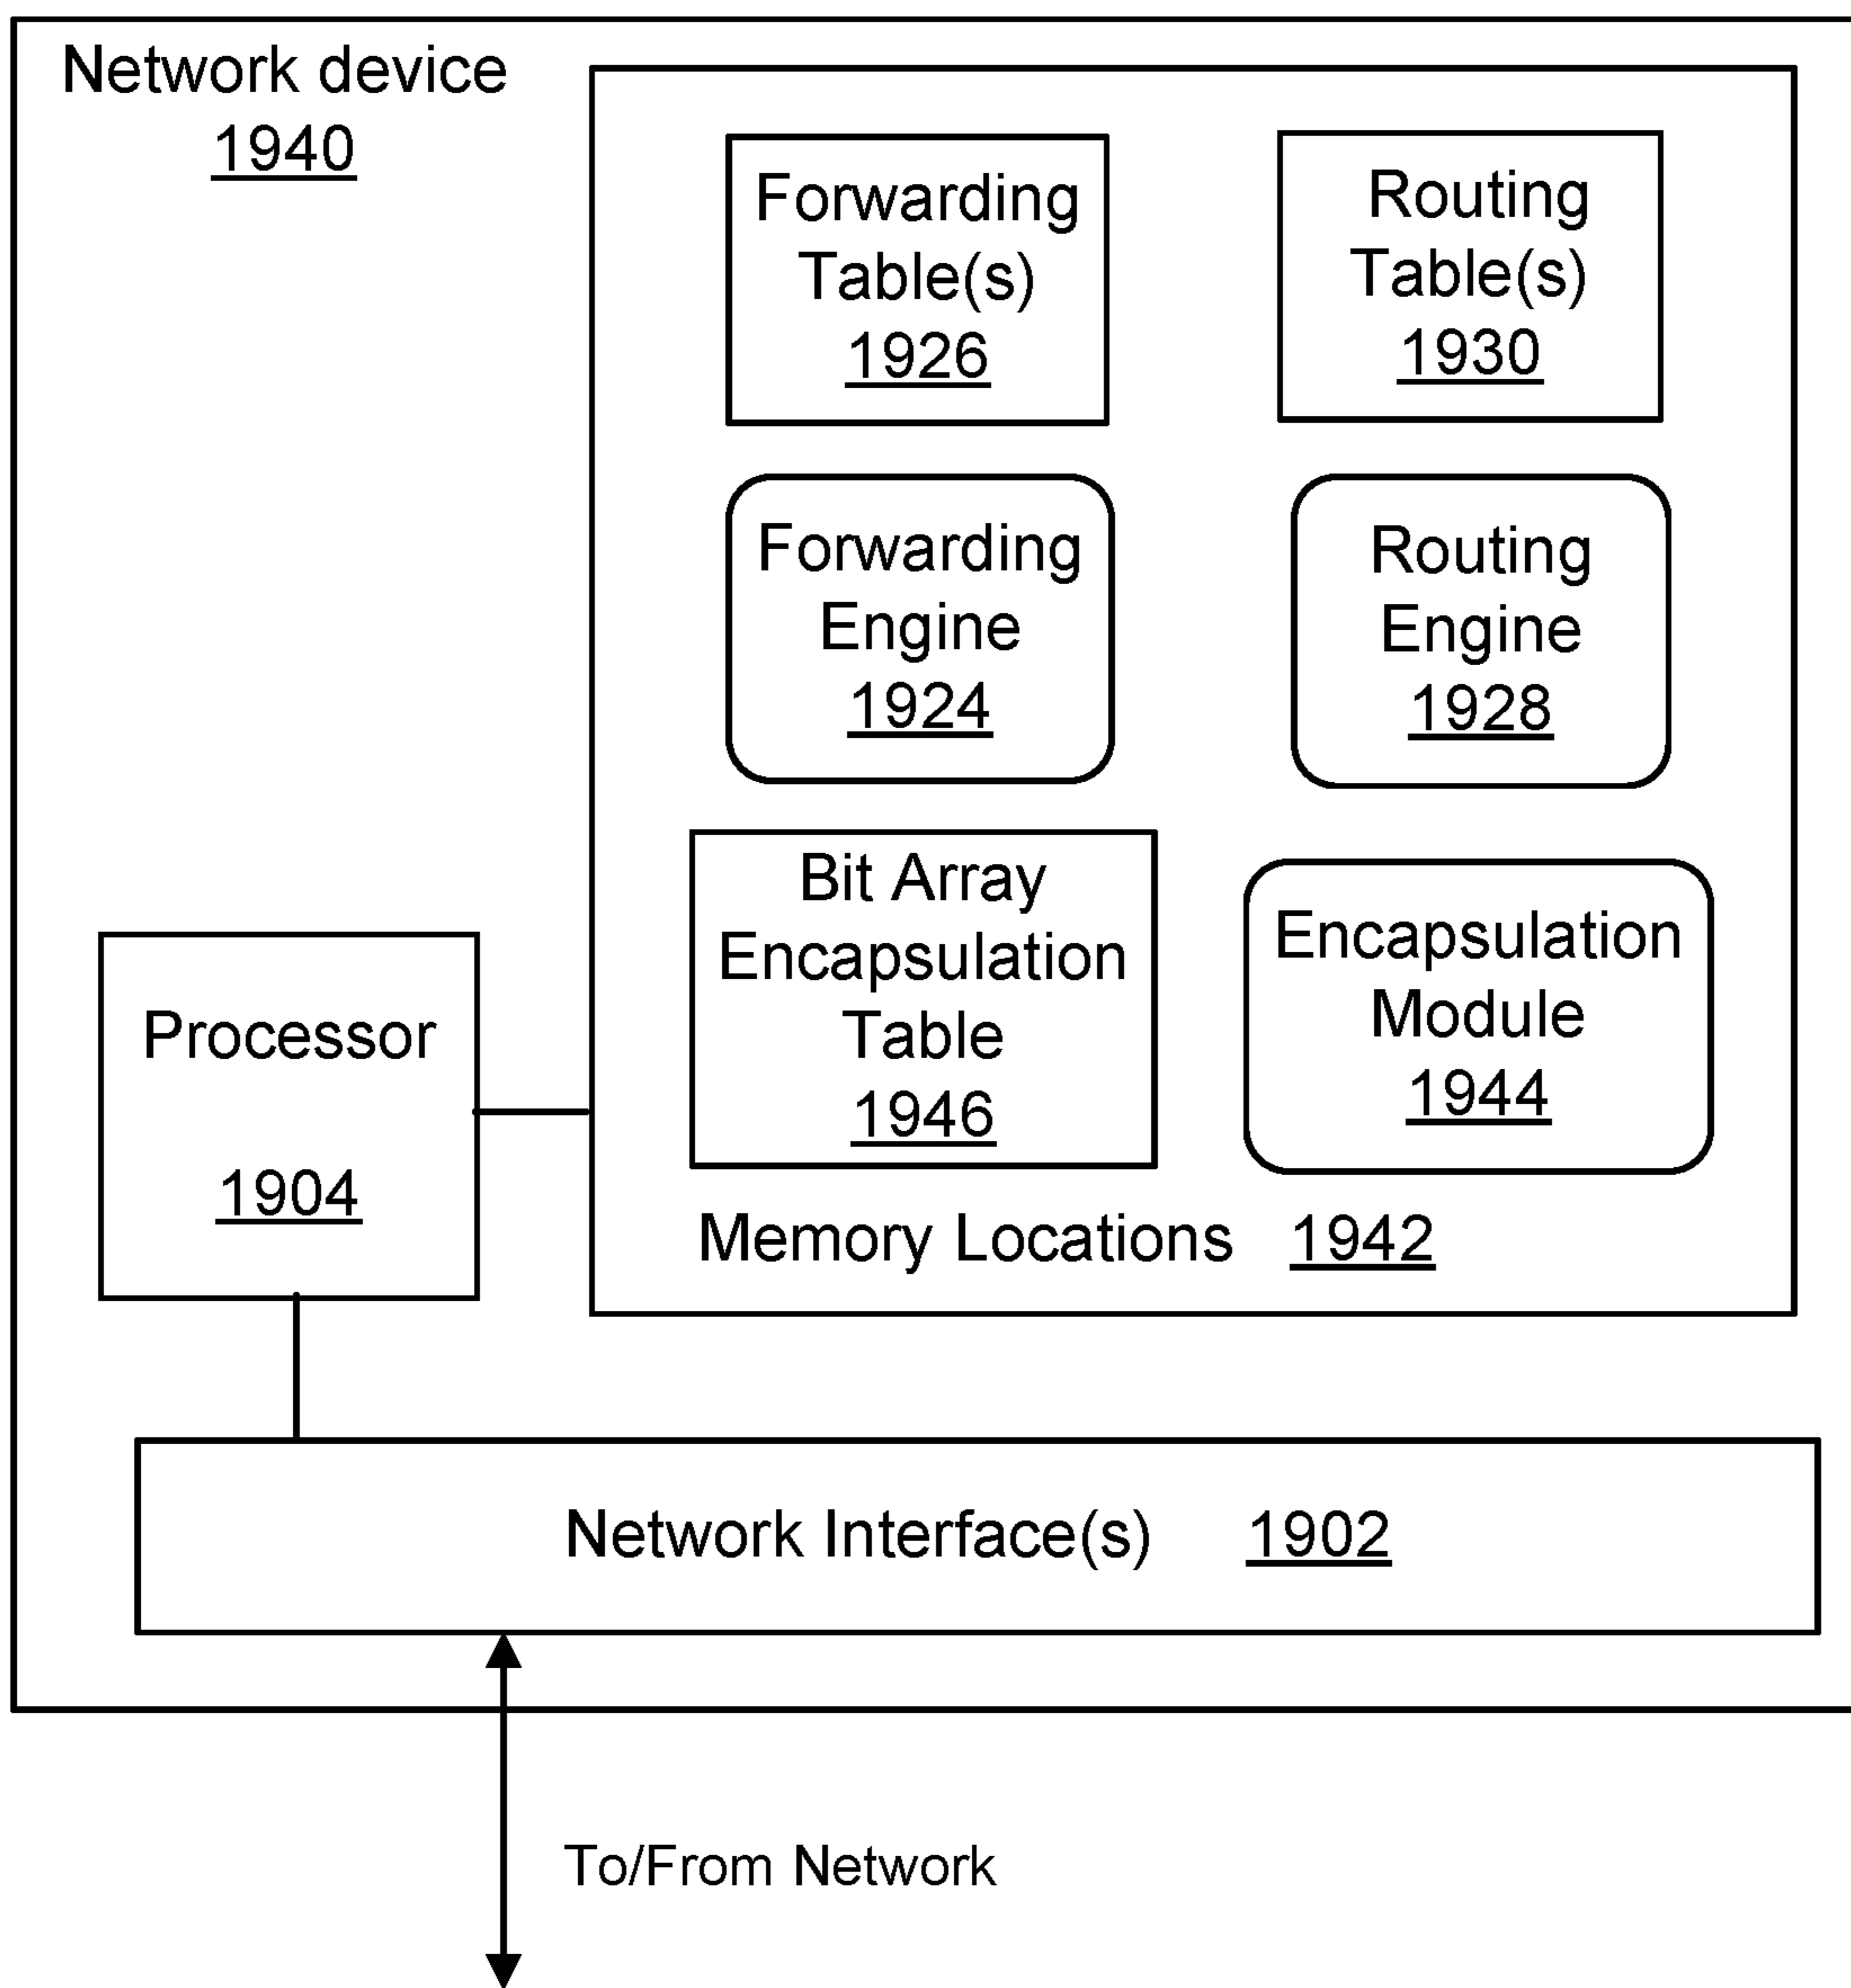 Network device
1940
Forwarding
Table(s)
1926
Routing
Table(s)
1930
Forwarding
Engine
1924
Routing
Engine
1928
Bit Array
Encapsulation
Table
1946
Encapsulation
Module
1944
Memory Locations 1942
Processor
1904
Network Interface(s) 1902
To/From Network